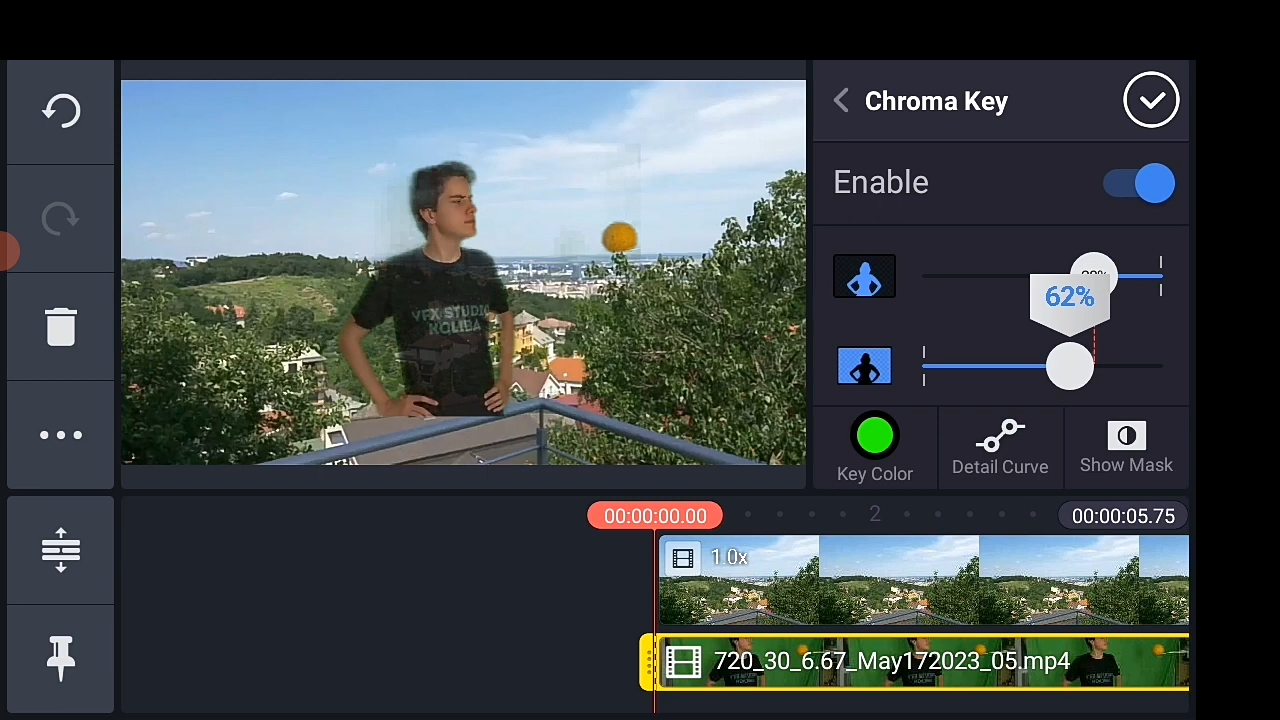 Chroma Key
Enable
62%
VFX STUDIO
KOLIBA
Key Color
Detail Curve
Show Mask
00:00:00.00
2
00:00:05.75
1.0x
720_30_6.67_May172023_05.mp4